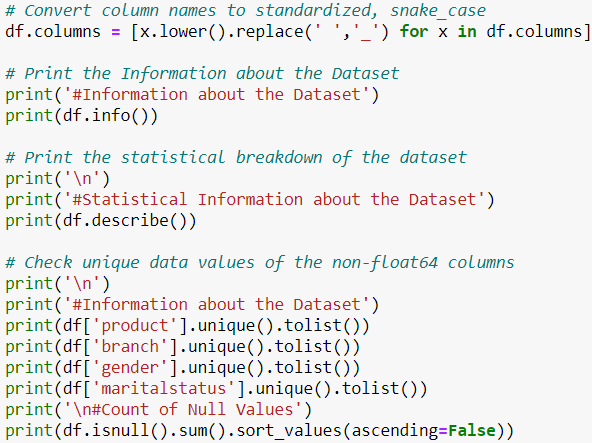 # Convert column names to standardized, snake_case
df.columns = [x.lower().replace(' ','_') for x in df.columns]
# Print the Information about the Dataset
print('#Information about the Dataset')
print(df.info())
# Print the statistical breakdown of the dataset
print('\n')
print('#Statistical Information about the Dataset')
print(df.describe())
# Check unique data values of the non-float64 columns
print('\n')
print('#Information about the Dataset')
print(df['product'].unique().tolist())
print(df['branch'].unique().tolist())
print(df['gender'].unique().tolist())
print(df['maritalstatus'].unique().tolist())
print('\n#Count of Null Values')
print(df.isnull().sum().sort_values(ascending=False))